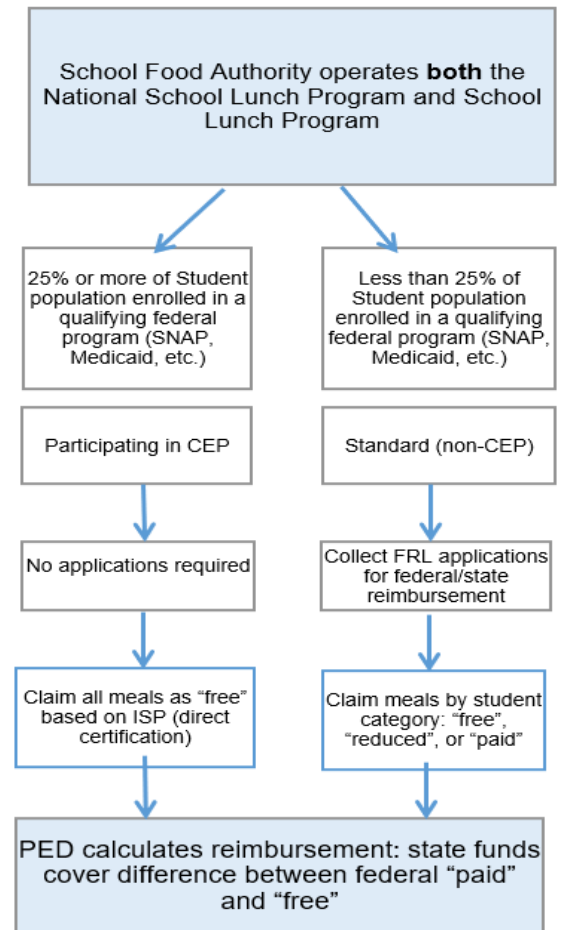 School Food Authority operates both the
National School Lunch Program and School
Lunch Program
25% or more of Student
population enrolled in a
qualifying federal
program (SNAP,
Medicaid, etc.)
Less than 25% of
Student population
enrolled in a qualifying
federal program (SNAP,
Medicaid, etc.)
Participating in CEP
Standard (non-CEP)
No applications required
Collect FRL applications
for federal/state
reimbursement
Claim all meals as “free”
based on ISP (direct
certification)
Claim meals by student
category: “free”,
“reduced”, or “paid”
PED calculates reimbursement: state funds
cover difference between federal “paid”
and “free”